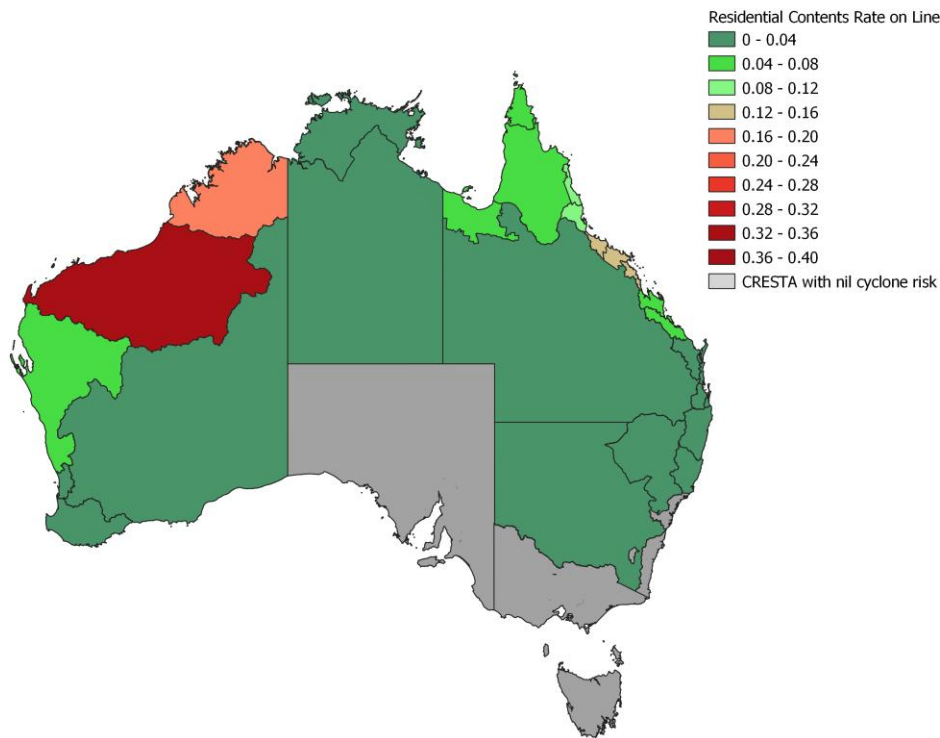 Residential Contents Rate on Line
0 - 0.04
0.04 - 0.08
0.08 - 0.12
0.12 - 0.16
0.16 - 0.20
0.20 - 0.24
0.24 - 0.28
0.28 - 0.32
0.32 - 0.36
0.36 - 0.40
CRESTA with nil cyclone risk